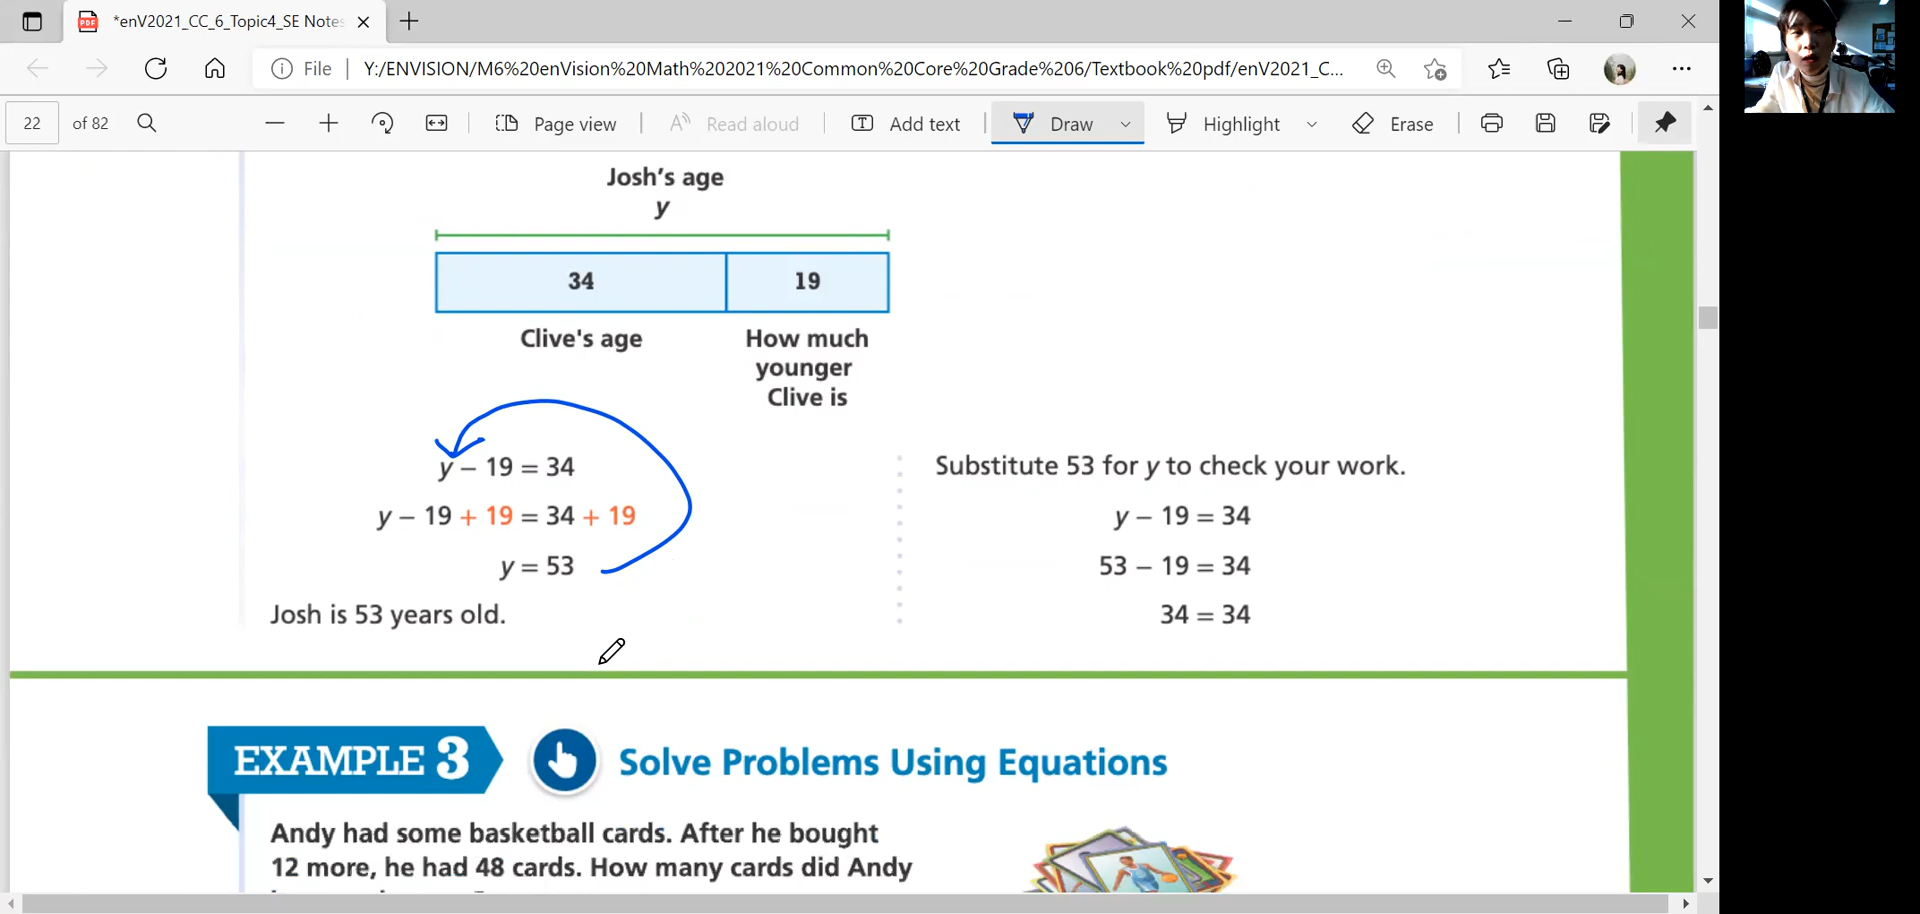 *enV2021_CC_6_Topic4_SE Notes
File
Y:/ENVISION/M6%20enVision%20Math%202021%20Common%20Core%20Grade%206/Textbook%20pdf/enV2021_C...
22 of 82
Page view
Read aloud
Add text
Draw
Highlight
Erase
Josh's age
y
34 19
Clive's age
How much
younger
Clive is
y − 19 = 34
y − 19 + 19 = 34 + 19
y = 53
Josh is 53 years old.
Substitute 53 for y to check your work.
y − 19 = 34
53 − 19 = 34
34 = 34
EXAMPLE 3
Solve Problems Using Equations
Andy had some basketball cards. After he bought
12 more, he had 48 cards. How many cards did Andy